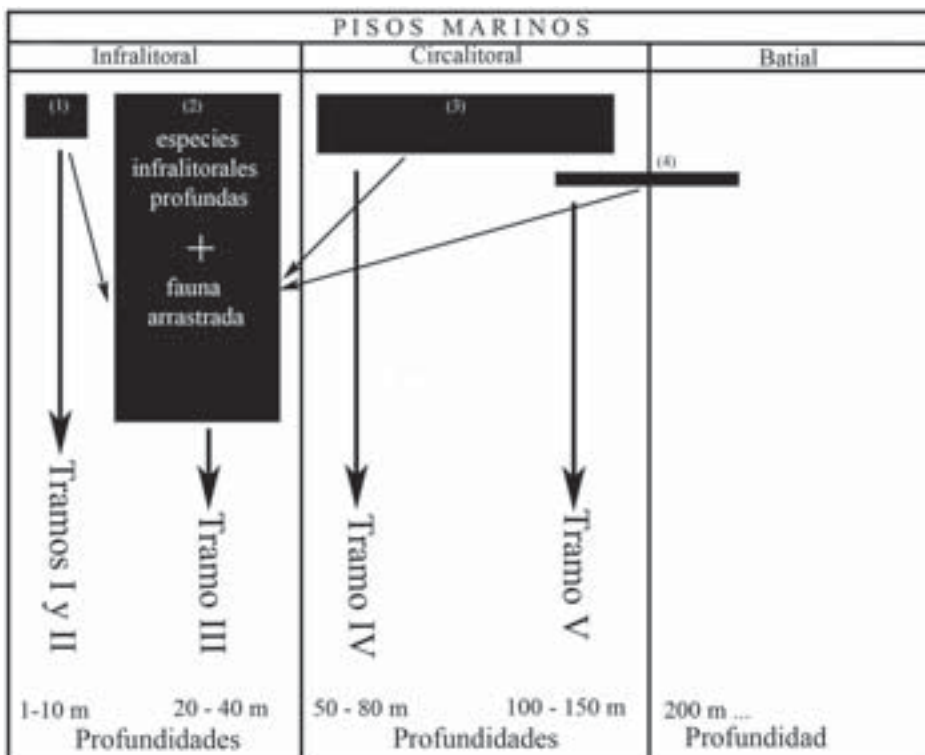 PISOS MARINOS
Infralitoral
Circalitoral
Batial
(1)
(2)
(3)
(4)
especies
infralitorales
profundas
+
fauna
arrastrada
Tramos I y II
Tramo III
Tramo IV
Tramo V
1-10 m
20 - 40 m
50 - 80 m
100 - 150 m
200 m ...
Profundidades
Profundidades
Profundidad